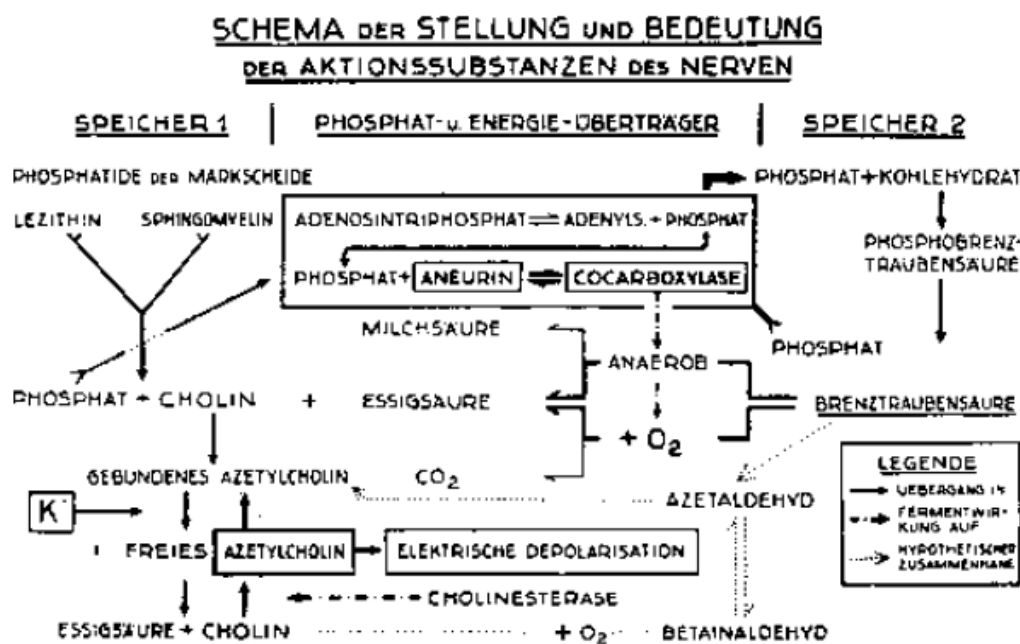 SCHEMA DER STELLUNG UND BEDEUTUNG
DER AKTIONSSUBSTANZEN DES NERVEN
SPEICHER 1 PHOSPHAT- u. ENERGIE-ÜBERTRÄGER SPEICHER 2
PHOSPHATIDE DER MARKSCHEIDE PHOSPHAT + KOHLEHYDRAT
LEZITHIN SPHINGOMYELIN ADENOSINTRIPHOSPHAT ADENYLS. + PHOSPHAT
PHOSPHOBRENZ-
TRAUBENSÄURE
PHOSPHAT + ANEURIN COCARBOXYLASE
MILCHSÄURE PHOSPHAT
ANAEROB
PHOSPHAT + CHOLIN + ESSIGSÄURE BRENZTRAUBENSÄURE
+ O₂
GEBUNDENES AZETYLCHOLIN CO₂ AZETALDEHYD
LEGENDE
UEBERGANG IN
FERMENTWIR-
KUNG AUF
HYPOTHETISCHER
ZUSAMMENHANG
K
FREIES AZETYLCHOLIN ELEKTRISCHE DEPOLARISATION
CHOLINESTERASE
ESSIGSÄURE + CHOLIN + O₂ BETAINALDEHYD